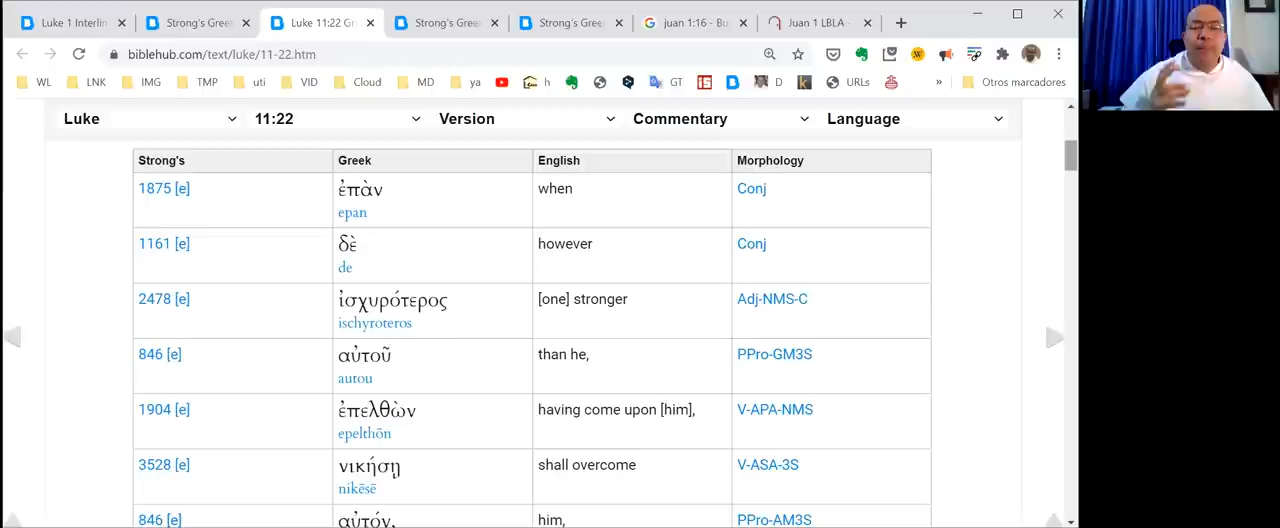 Luke 1 Interlin
Strong's Greek
Luke 11:22 Gr
Strong's Greek
Strong's Greek
juan 1:16 - Bu
Juan 1 LBLA -
biblehub.com/text/luke/11-22.htm
WL LNK IMG TMP uti VID Cloud MD ya h GT D URLs » Otros marcadores
Luke 11:22 Version Commentary Language
Strong's Greek English Morphology
1875 [e] ἐπὰν when Conj
epan
1161 [e] δὲ however Conj
de
2478 [e] ἰσχυρότερος [one] stronger Adj-NMS-C
ischyroteros
846 [e] αὐτοῦ than he, PPro-GM3S
autou
1904 [e] ἐπελθὼν having come upon [him], V-APA-NMS
epelthōn
3528 [e] νικήσῃ shall overcome V-ASA-3S
nikēsē
846 [e] αὐτόν, him, PPro-AM3S